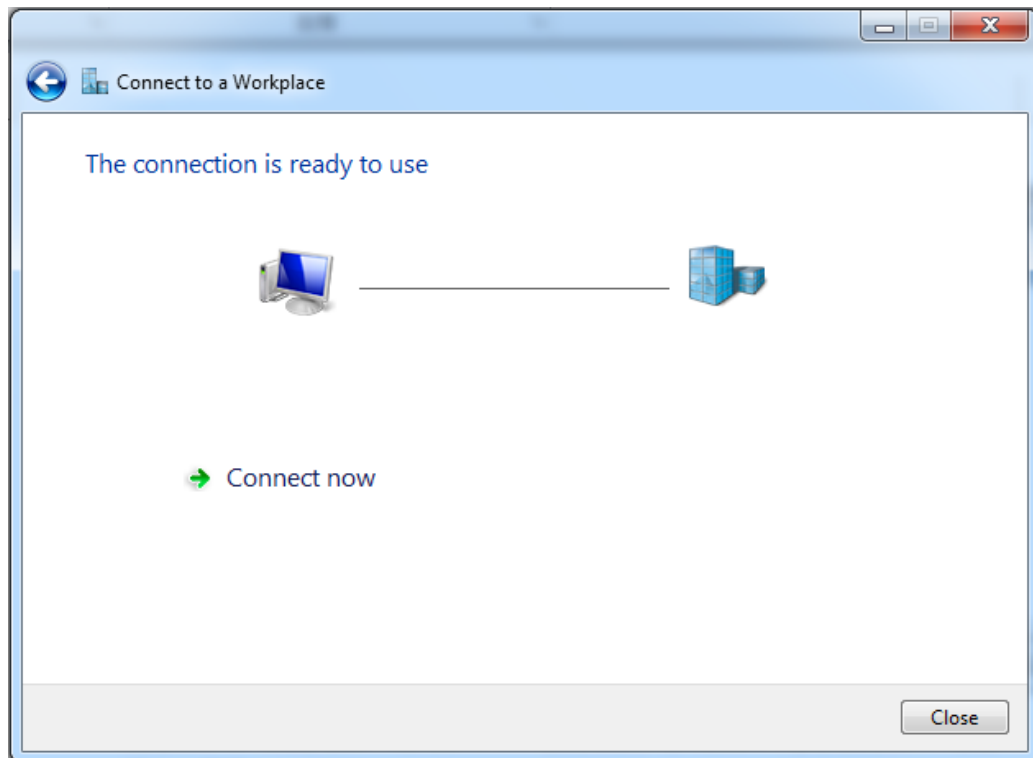 Connect to a Workplace
The connection is ready to use
Connect now
Close